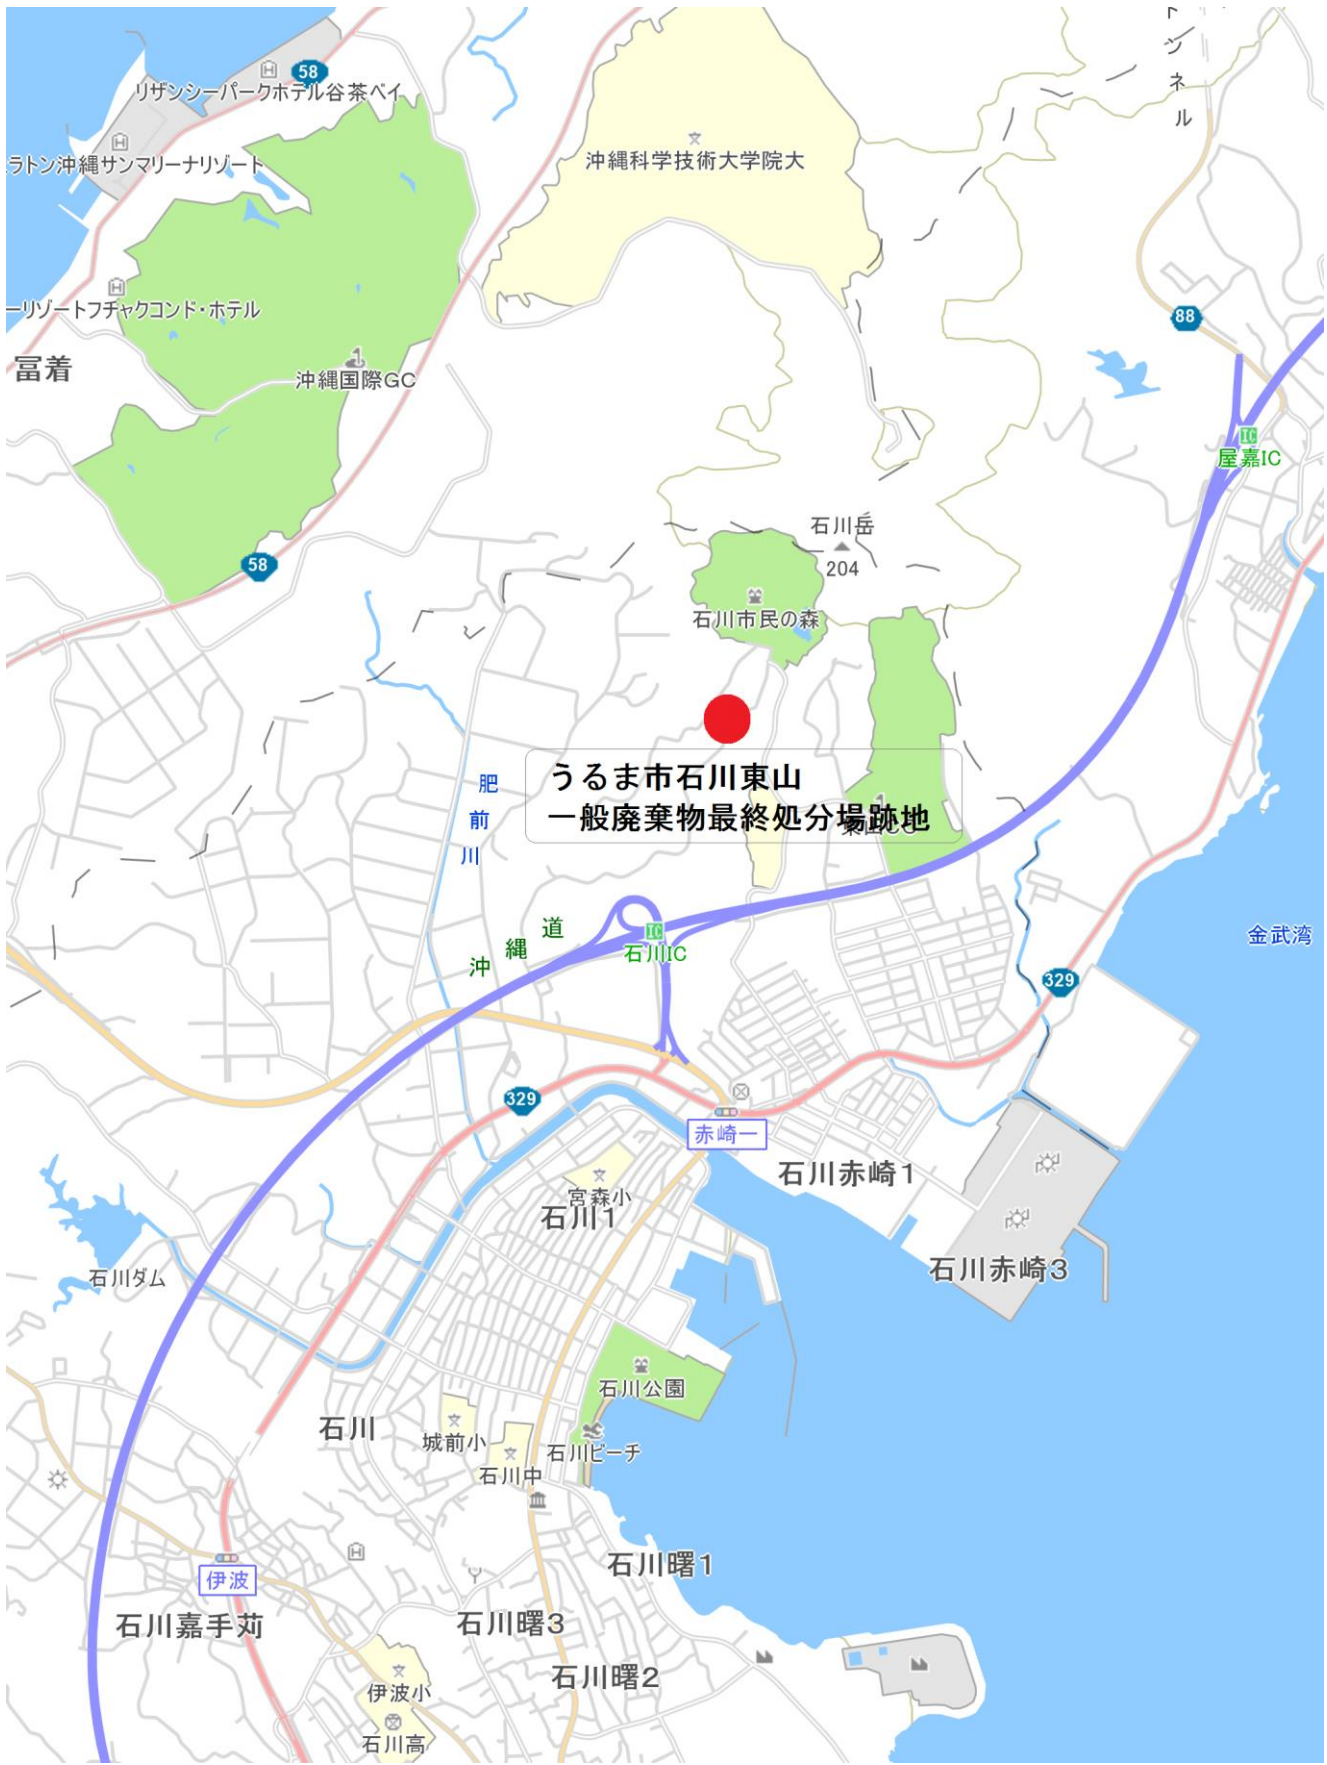 トンネル
58
リザンシーパークホテル谷茶ベイ
沖縄科学技術大学院大
ラトン沖縄サンマリーナリゾート
ーリゾートフチャクコンド・ホテル
88
冨着
沖縄国際GC
IC
屋嘉IC
石川岳
204
58
石川市民の森
うるま市石川東山
一般廃棄物最終処分場跡地
肥前川
沖縄道
IC
石川IC
金武湾
329
329
赤崎一
石川赤崎1
宮森小
石川1
石川赤崎3
石川ダム
石川公園
石川
城前小
石川ビーチ
石川中
伊波
石川曙1
石川嘉手苅
石川曙3
石川曙2
伊波小
石川高